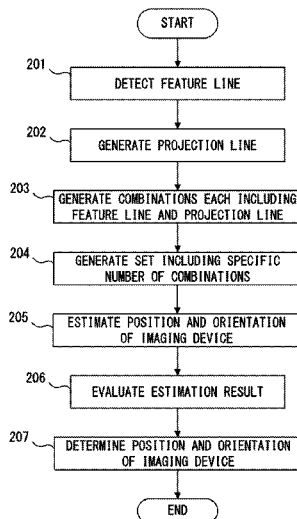 START
201
DETECT FEATURE LINE
202
GENERATE PROJECTION LINE
203
GENERATE COMBINATIONS EACH INCLUDING
FEATURE LINE AND PROJECTION LINE
204
GENERATE SET INCLUDING SPECIFIC
NUMBER OF COMBINATIONS
205
ESTIMATE POSITION AND ORIENTATION
OF IMAGING DEVICE
206
EVALUATE ESTIMATION RESULT
207
DETERMINE POSITION AND ORIENTATION
OF IMAGING DEVICE
END